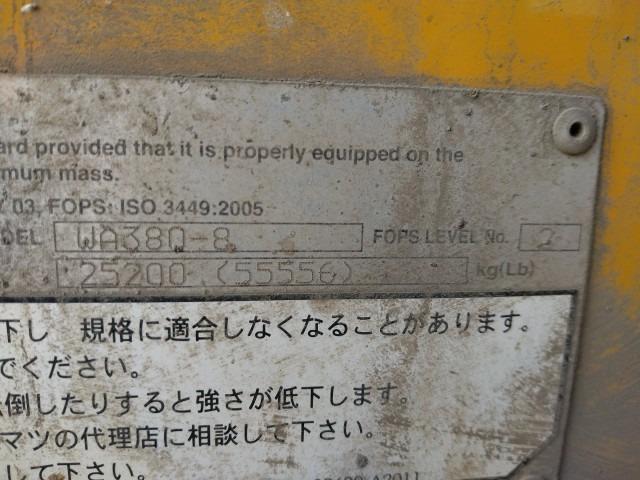 ard provided that it is properly equipped on the
mum mass.
03, FOPS: ISO 3449:2005
DEL WA380-8 FOPS LEVEL No. 2
25200 (55556) kg(Lb)
下し 規格に適合しなくなることがあります。
でください。
倒したりすると強さが低下します。
マツの代理店に相談して下さい。
して下さい。